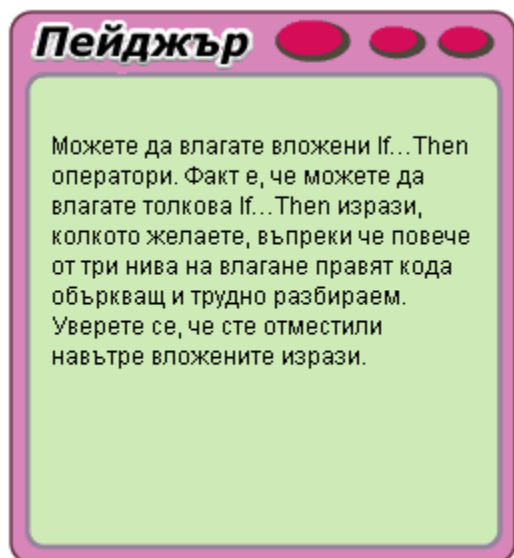 Пейджър
Можете да влагате вложени If...Then
оператори. Факт е, че можете да
влагате толкова If...Then изрази,
колкото желаете, въпреки че повече
от три нива на влагане правят кода
объркващ и трудно разбираем.
Уверете се, че сте отместили
навътре вложените изрази.